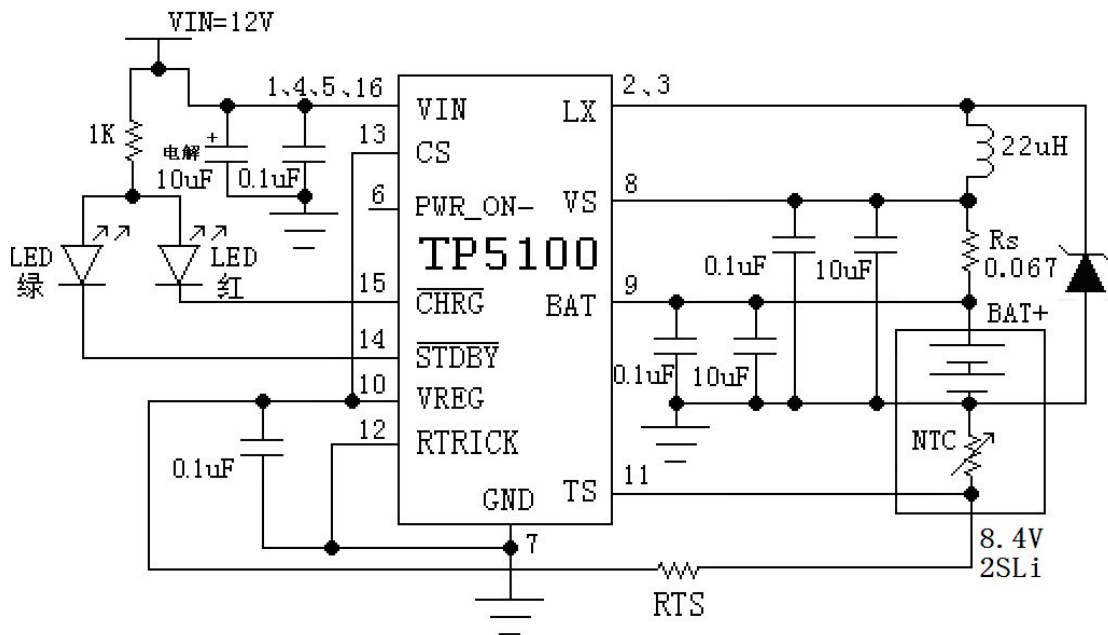 VIN=12V
1、4、5、16
2、3
VIN
LX
1K
13
电解
+
22uH
CS
10uF
0.1uF
8
6
PWR_ON-
VS
TP5100
Rs
0.067
LED
绿
LED
红
0.1uF
10uF
15
9
CHRG
BAT
BAT+
14
STDBY
0.1uF
10uF
10
VREG
12
RTRICK
NTC
0.1uF
11
TS
GND
7
8.4V
2SLi
RTS